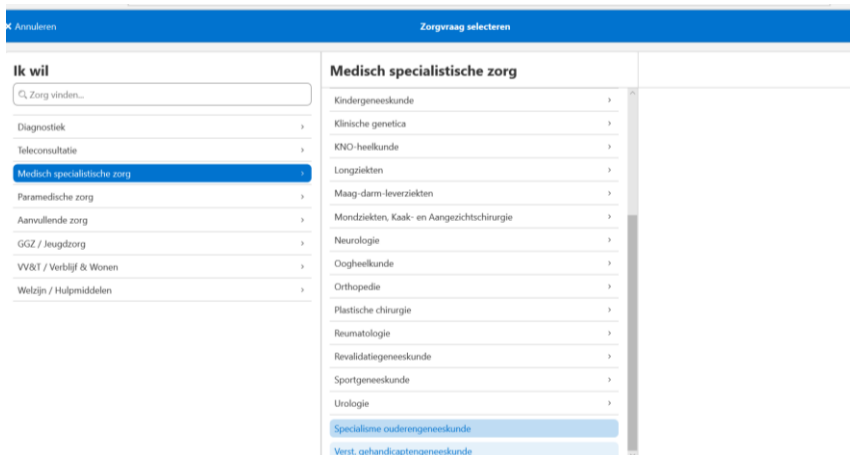 Annuleren
Zorgvraag selecteren
Ik wil
Zorg vinden...
Diagnostiek
Teleconsultatie
Medisch specialistische zorg
Paramedische zorg
Aanvullende zorg
GGZ / Jeugdzorg
VV&T / Verblijf & Wonen
Welzijn / Hulpmiddelen
Medisch specialistische zorg
Kindergeneeskunde
Klinische genetica
KNO-heelkunde
Longziekten
Maag-darm-leverziekten
Mondziekten, Kaak- en Aangezichtschirurgie
Neurologie
Oogheelkunde
Orthopedie
Plastische chirurgie
Reumatologie
Revalidatiegeneeskunde
Sportgeneeskunde
Urologie
Specialisme ouderengeneeskunde
Verst. gehandicaptengeneeskunde